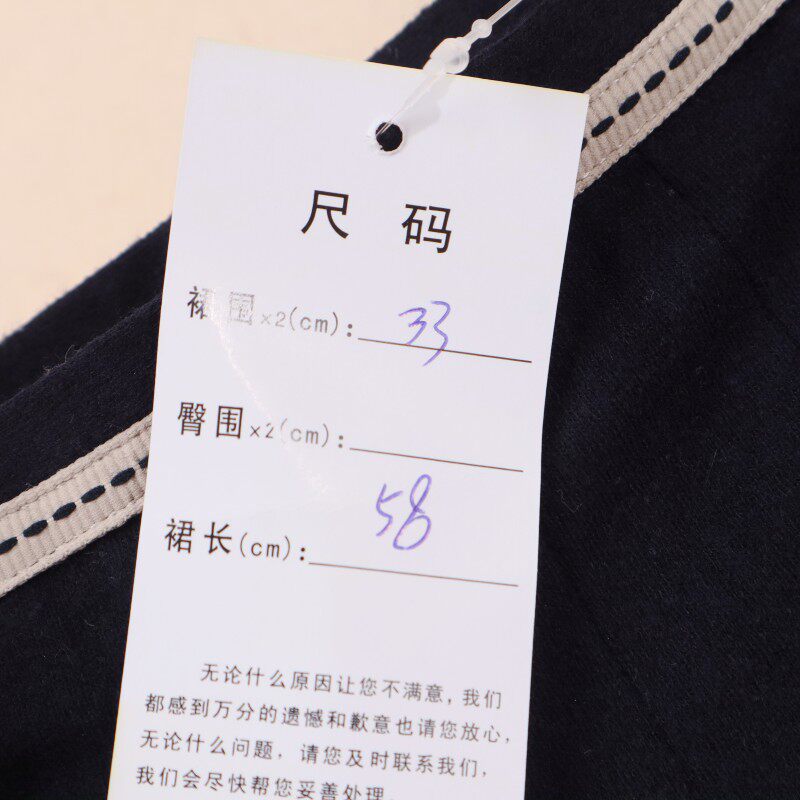 尺 码
裙围×2(cm): 33
臀围×2(cm):
裙长(cm): 58
无论什么原因让您不满意,我们
都感到万分的遗憾和歉意也请您放心,
无论什么问题,请您及时联系我们,
我们会尽快帮您妥善处理.